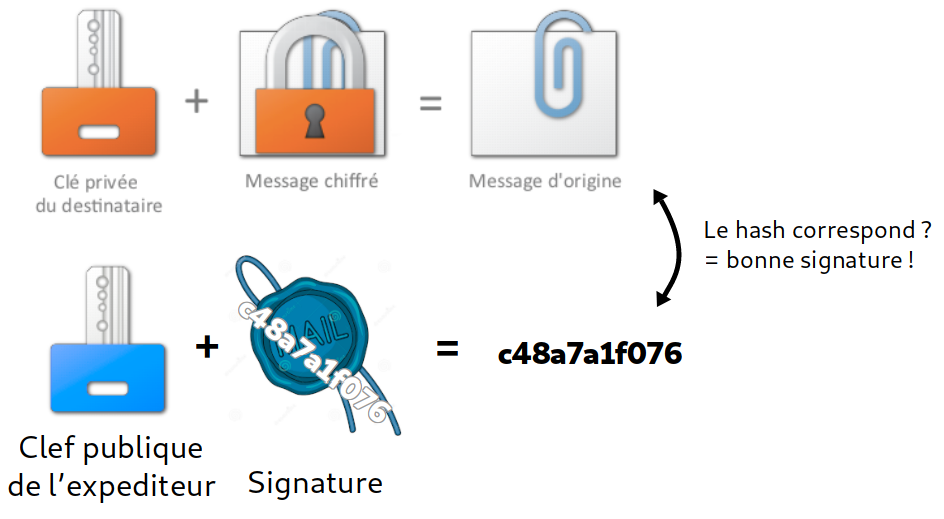 Clé privée
du destinataire
+
Message chiffré
=
Message d'origine
Le hash correspond ?
= bonne signature !
+
MAIL
c48a7a1f076
=
c48a7a1f076
Clef publique
de l'expediteur
Signature